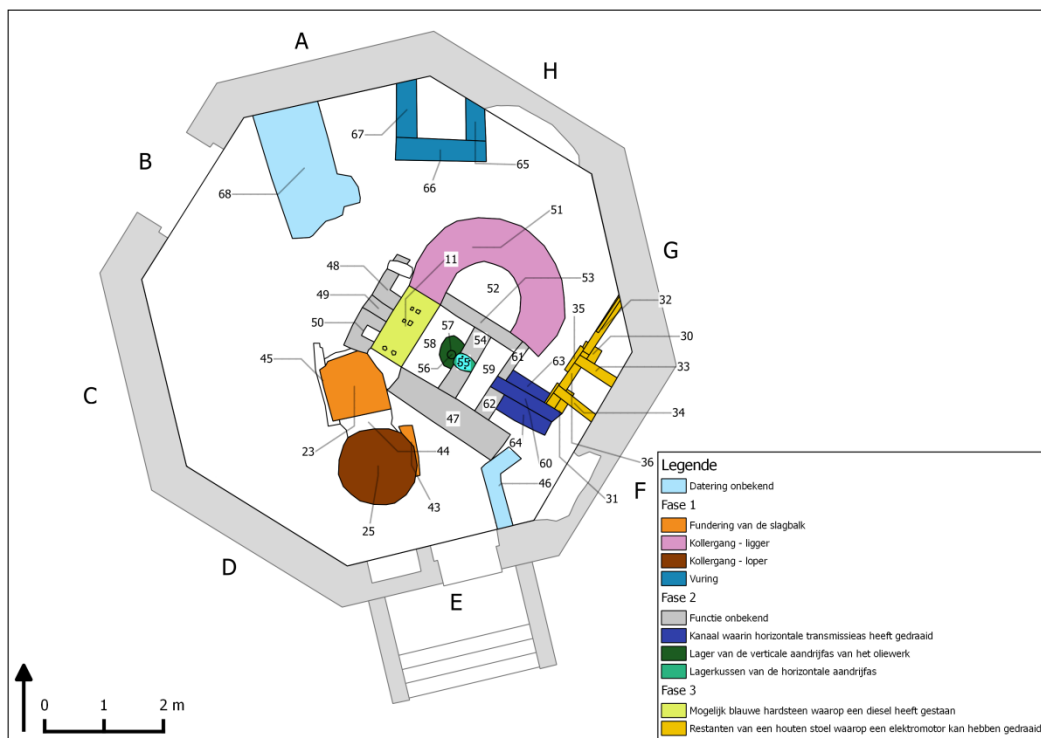 A
H
B
67
65
68
66
51
G
11
48
53
52
49
32
35
57
50
54
30
58
61
63
45
56
65
59
33
C
62
34
47
23
44
64
46
60
36
F
31
43
25
D
E
0 1 2 m
Legende
Datering onbekend
Fase 1
Fundering van de slagbalk
Kollergang - ligger
Kollergang - loper
Vuring
Fase 2
Functie onbekend
Kanaal waarin horizontale transmissieas heeft gedraaid
Lager van de verticale aandrijfas van het oliewerk
Lagerkussen van de horizontale aandrijfas
Fase 3
Mogelijk blauwe hardsteen waarop een diesel heeft gestaan
Restanten van een houten stoel waarop een elektromotor kan hebben gedraaid